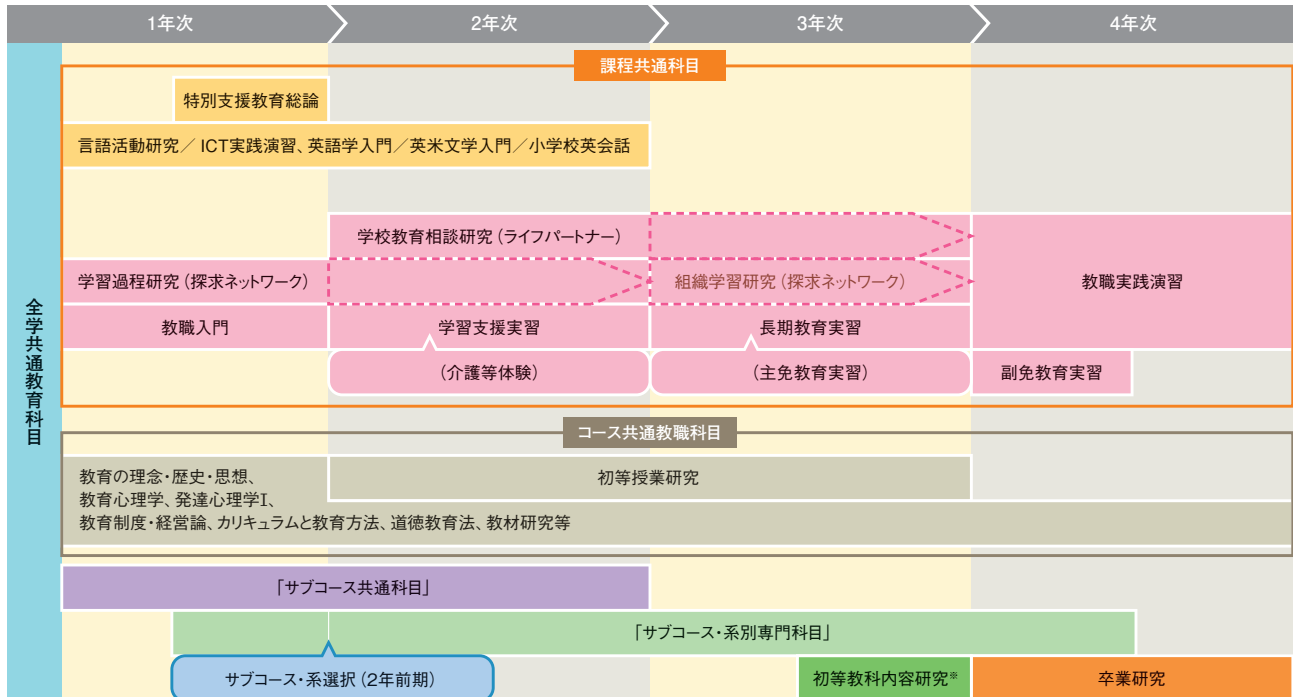 1年次
2年次
3年次
4年次
全学共通教育科目
課程共通科目
特別支援教育総論
言語活動研究／ICT実践演習、英語学入門／英米文学入門／小学校英会話
学校教育相談研究（ライフパートナー）
学習過程研究（探求ネットワーク）
組織学習研究（探求ネットワーク）
教職実践演習
教職入門
学習支援実習
長期教育実習
（介護等体験）
（主免教育実習）
副免教育実習
コース共通教職科目
教育の理念・歴史・思想、
教育心理学、発達心理学I、
教育制度・経営論、カリキュラムと教育方法、道徳教育法、教材研究等
初等授業研究
「サブコース共通科目」
「サブコース・系別専門科目」
サブコース・系選択（2年前期）
初等教科内容研究※
卒業研究